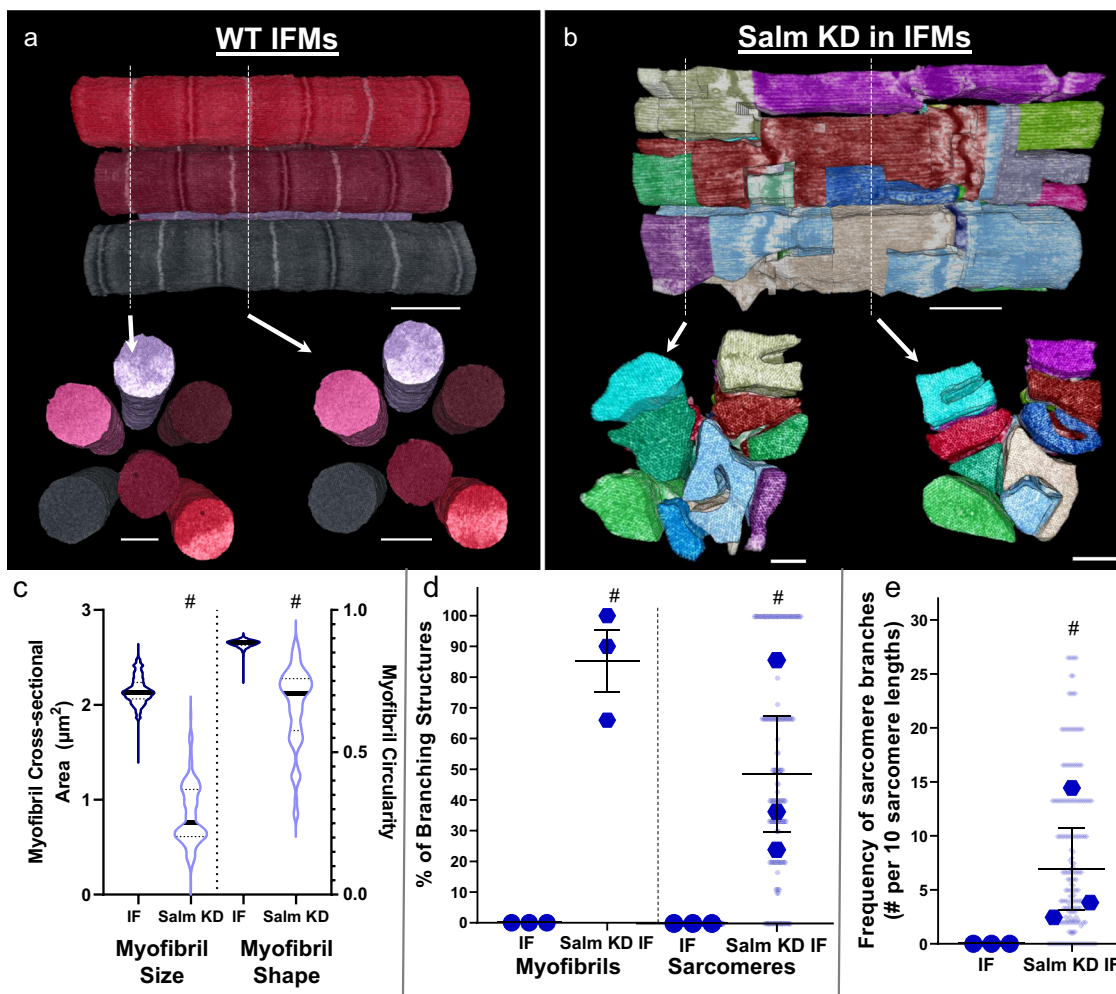 a
WT IFMs
b
Salm KD in IFMs
c
Myofibril Cross-sectional
Area (µm²)
3
2
1
0
#
#
1.0
0.5
0.0
Myofibril Circularity
IF
Salm KD
IF
Salm KD
Myofibril
Size
Myofibril
Shape
d
% of Branching Structures
100
90
80
70
60
50
40
30
20
10
0
#
#
IF
Salm KD IF
IF
Salm KD IF
Myofibrils
Sarcomeres
e
Frequency of sarcomere branches
(# per 10 sarcomere lengths)
30
25
20
15
10
5
0
#
IF
Salm KD IF